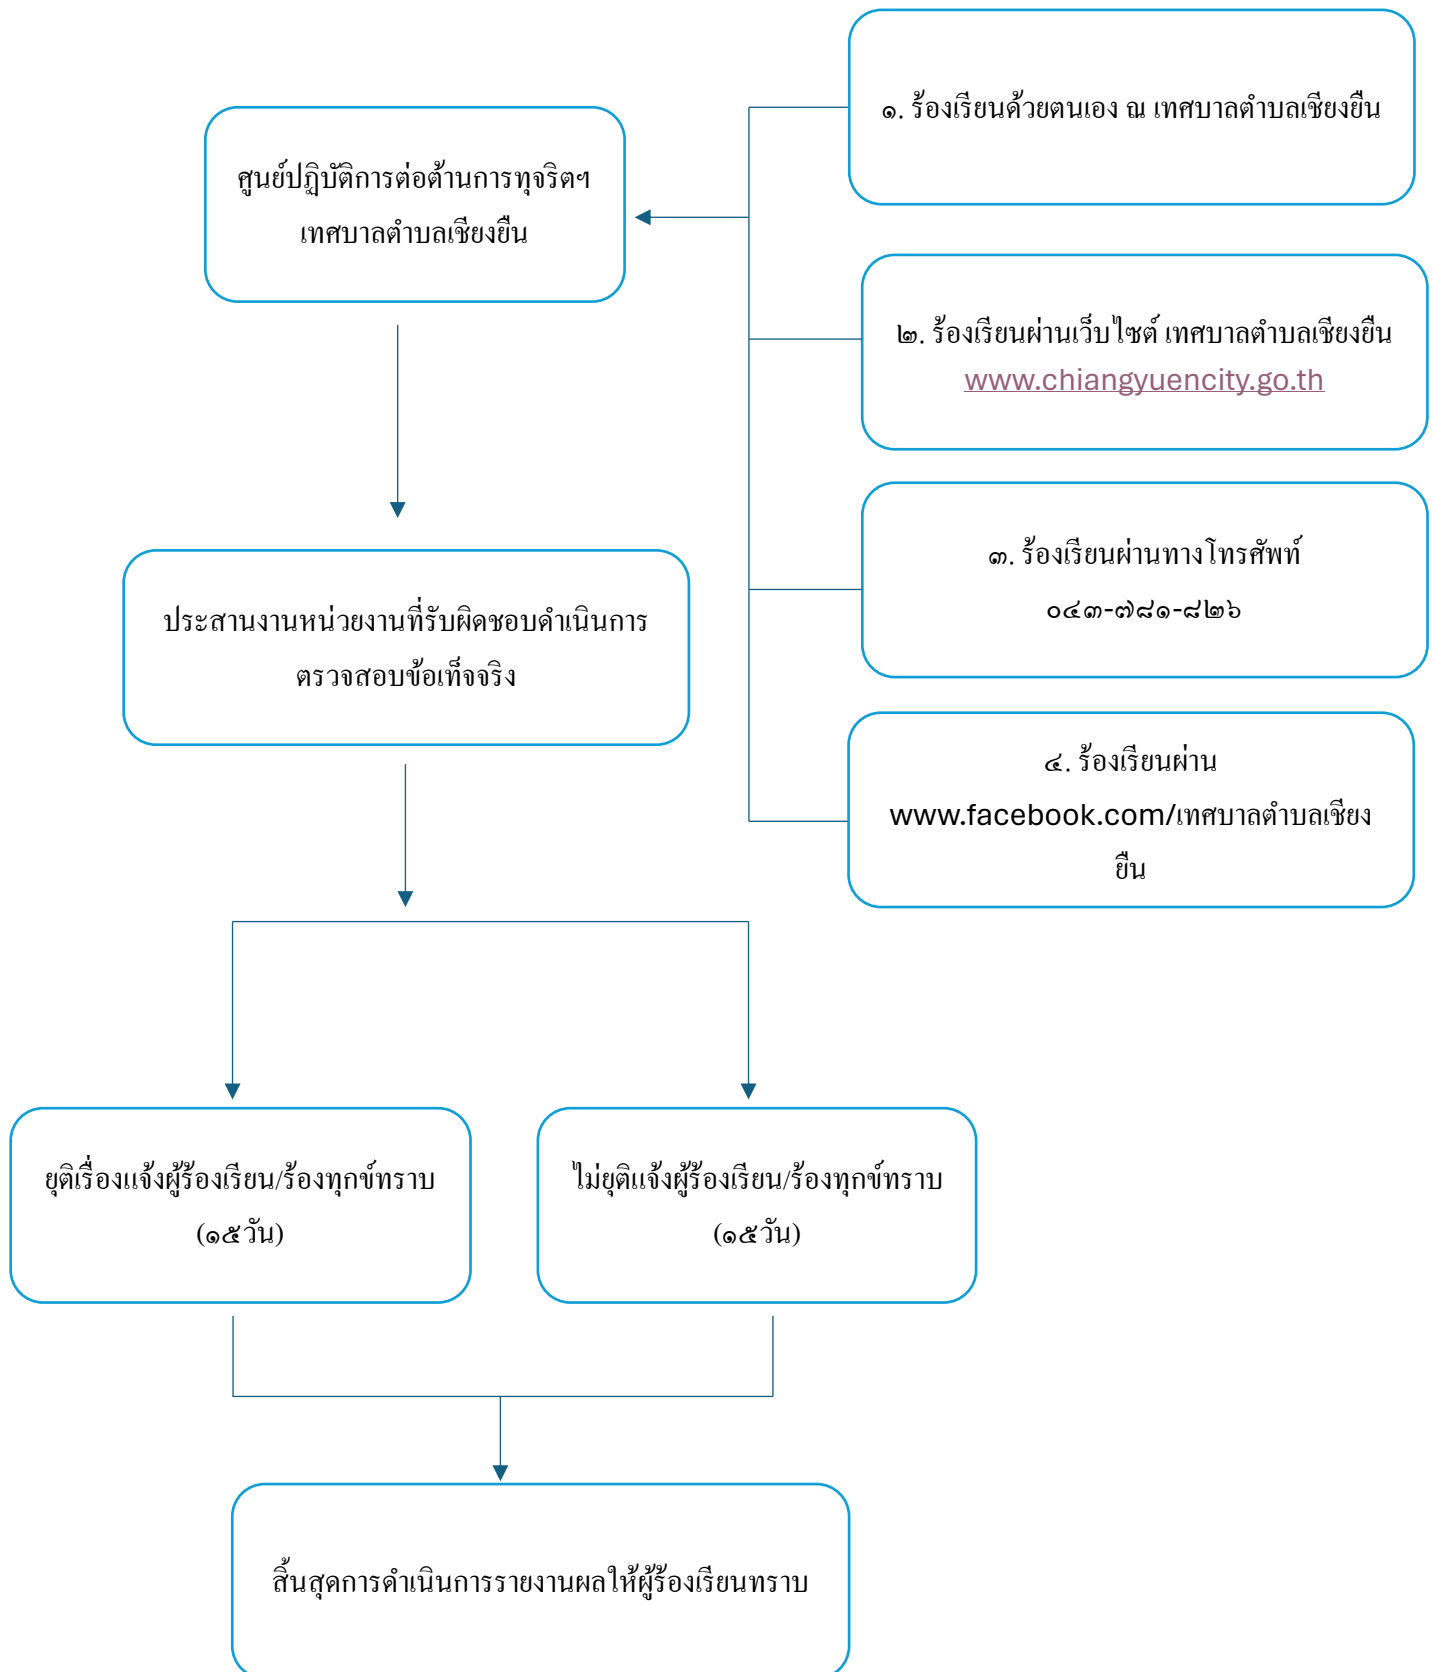 ๑. ร้องเรียนด้วยตนเอง ณ เทศบาลตำบลเชียงยืน
ศูนย์ปฏิบัติการต่อต้านการทุจริตฯ
เทศบาลตำบลเชียงยืน
๒. ร้องเรียนผ่านเว็บไซต์ เทศบาลตำบลเชียงยืน
www.chiangyuencity.go.th
๓. ร้องเรียนผ่านทางโทรศัพท์
๐๔๓-๗๘๑-๘๒๖
ประสานงานหน่วยงานที่รับผิดชอบดำเนินการ
ตรวจสอบข้อเท็จจริง
๔. ร้องเรียนผ่าน
www.facebook.com/เทศบาลตำบลเชียง
ยืน
ยุติเรื่องแจ้งผู้ร้องเรียน/ร้องทุกข์ทราบ
(๑๕วัน)
ไม่ยุติแจ้งผู้ร้องเรียน/ร้องทุกข์ทราบ
(๑๕วัน)
สิ้นสุดการดำเนินการรายงานผลให้ผู้ร้องเรียนทราบ